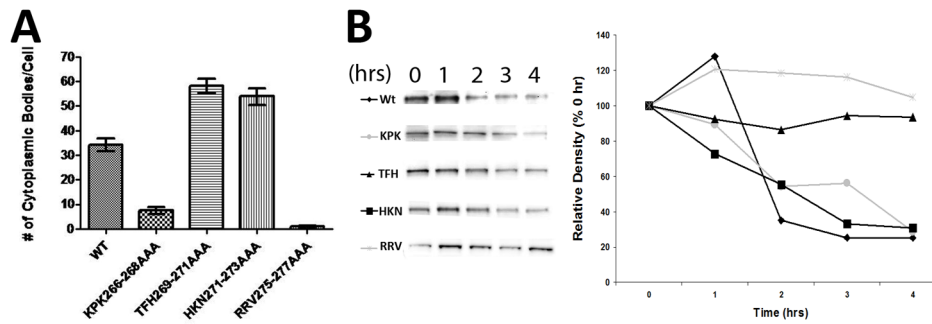 A
# of Cytoplasmic Bodies/Cell
70
60
50
40
30
20
10
0
WT
KPK266-268AAA
TFH269-271AAA
HKN271-273AAA
RRV275-277AAA
B
(hrs) 0 1 2 3 4
Wt
KPK
TFH
HKN
RRV
Relative Density (% 0 hr)
140
120
100
80
60
40
20
0
0 1 2 3 4
Time (hrs)